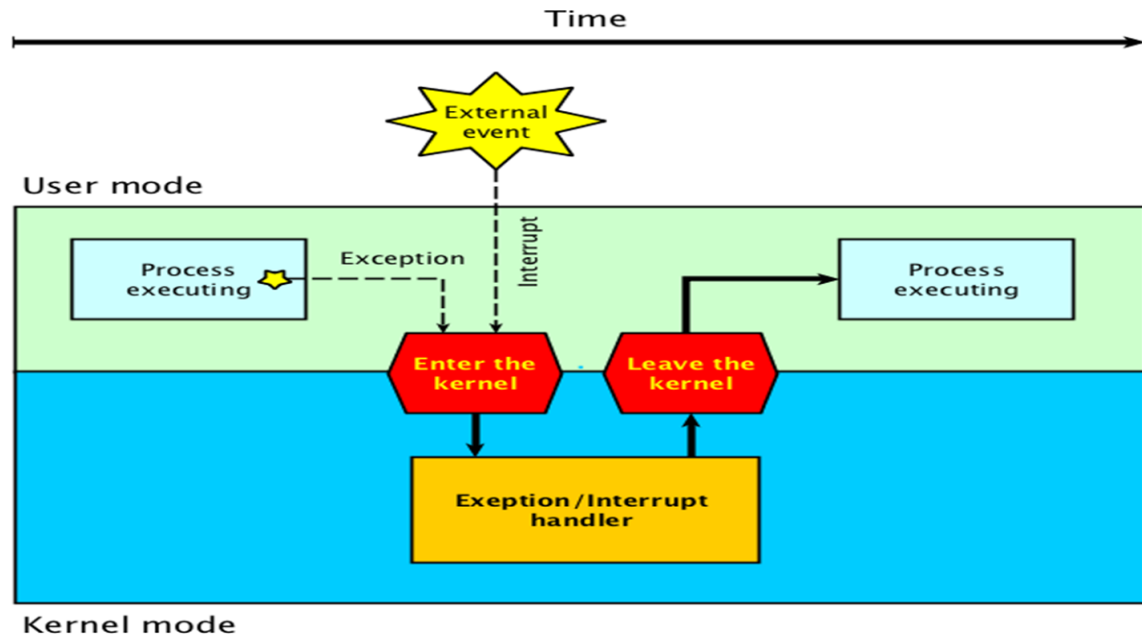 Time
External
event
User mode
Interrupt
Exception
Process
executing
Process
executing
Enter the
kernel
Leave the
kernel
Exeption/Interrupt
handler
Kernel mode